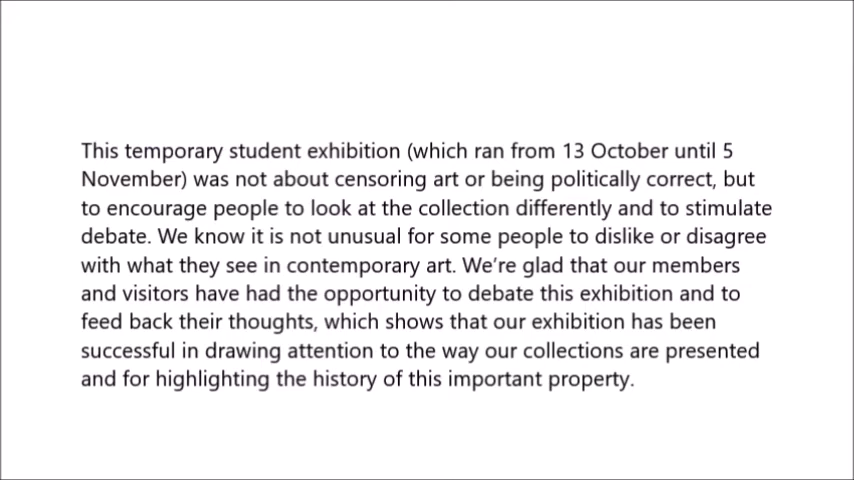 This temporary student exhibition (which ran from 13 October until 5
November) was not about censoring art or being politically correct, but
to encourage people to look at the collection differently and to stimulate
debate. We know it is not unusual for some people to dislike or disagree
with what they see in contemporary art. We’re glad that our members
and visitors have had the opportunity to debate this exhibition and to
feed back their thoughts, which shows that our exhibition has been
successful in drawing attention to the way our collections are presented
and for highlighting the history of this important property.